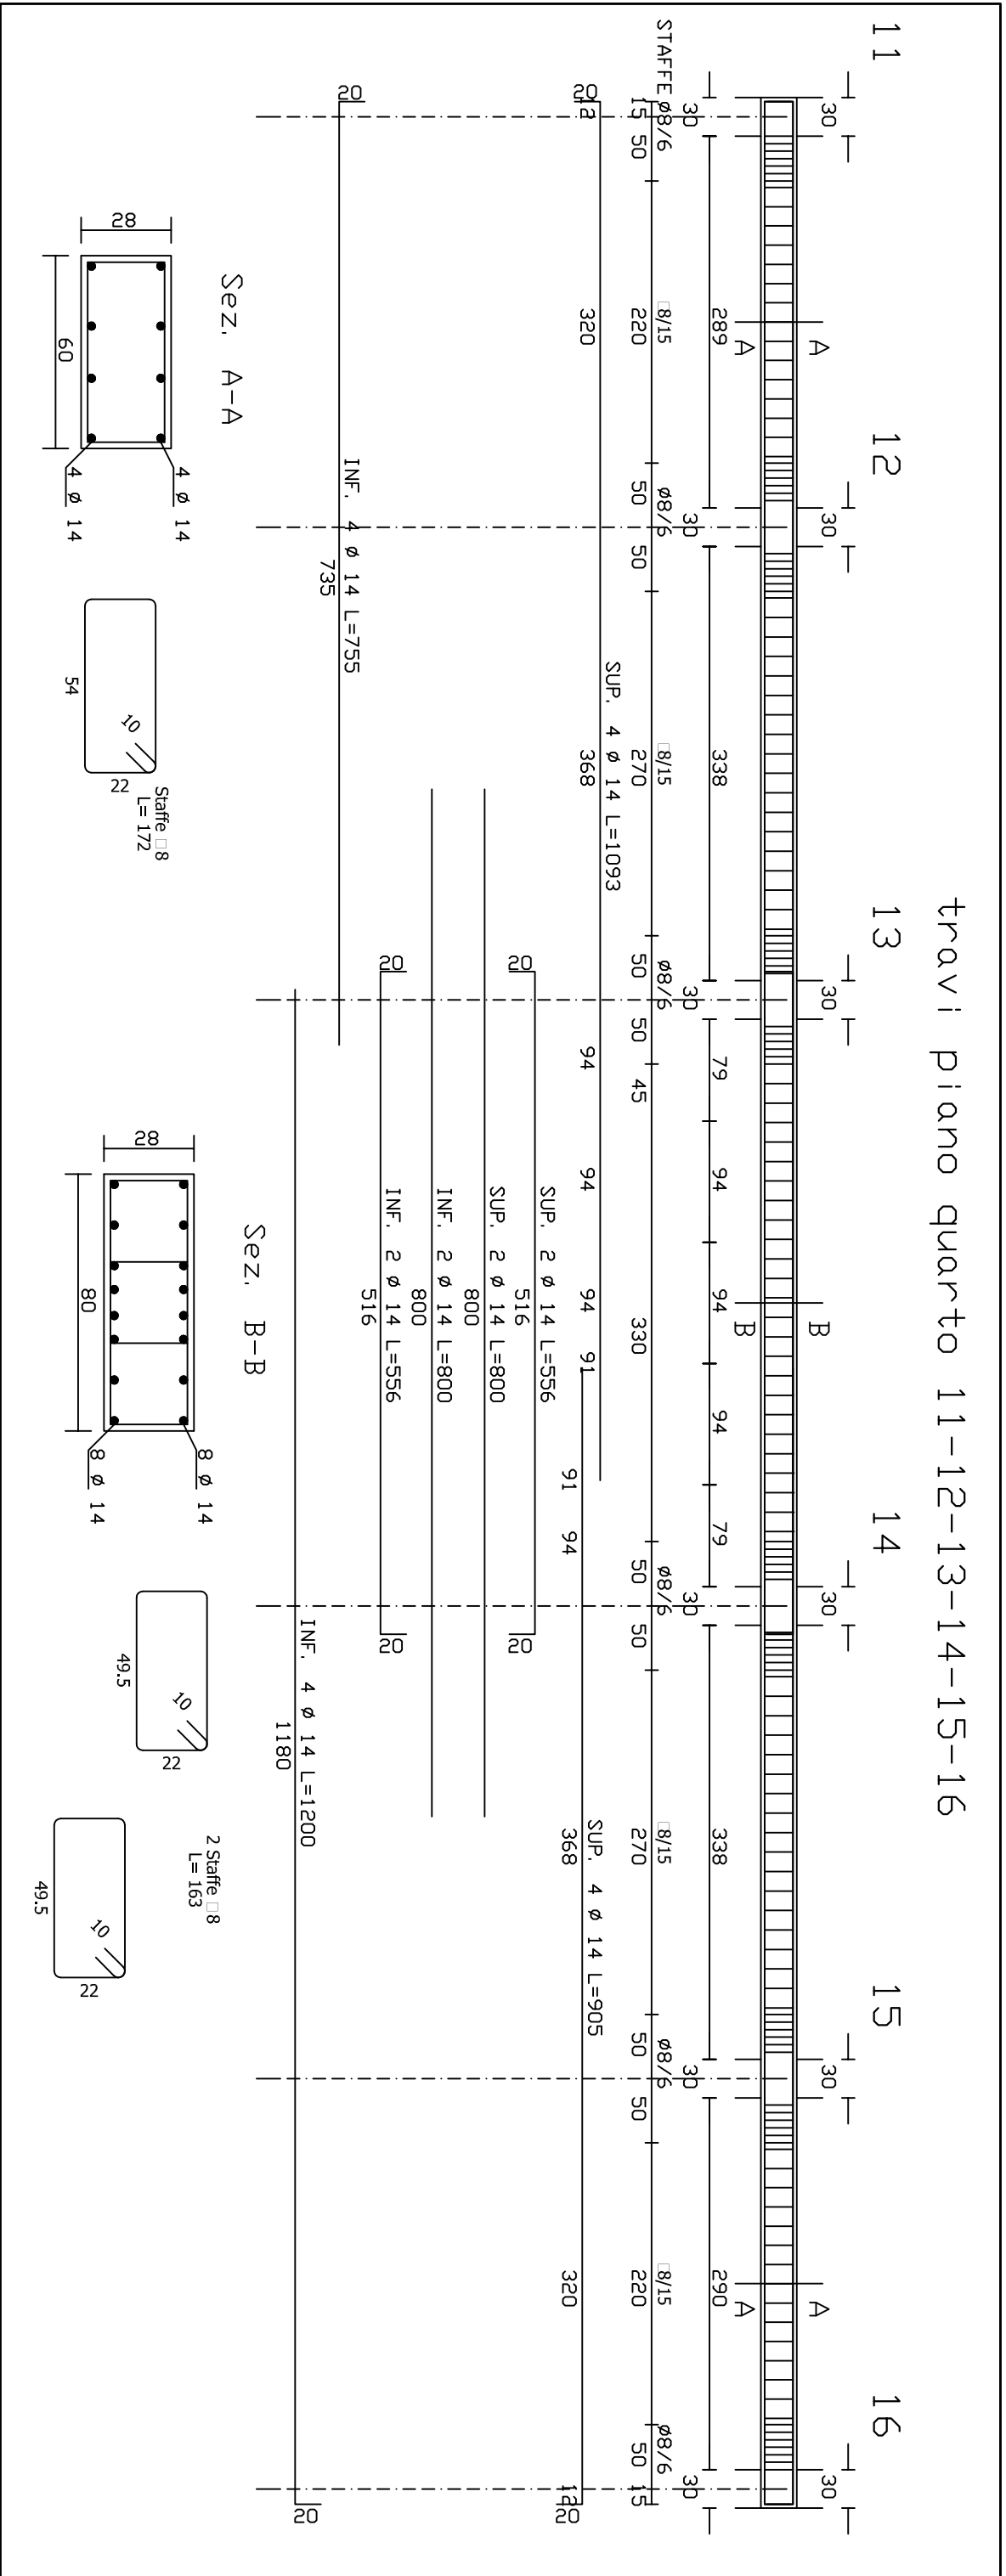 travi piano quarto 11-12-13-14-15-16
11 12 13 14 15 16
30 30 30 30 30 30
A B A
A B A
289 338 79 94 94 94 79 338 290
30 30 30 30 30 30
STAFFE ø8/6 □8/15 ø8/6 □8/15 ø8/6 ø8/6 □8/15 ø8/6 □8/15 ø8/6
15 50 220 50 50 270 50 50 45 330 50 50 270 50 50 220 50 15
SUP. 4 ø 14 L=1093
20 12 320 368 94 94 94 91
SUP. 4 ø 14 L=905
91 94 368 320 12 20
SUP. 2 ø 14 L=556
20 516 20
SUP. 2 ø 14 L=800
800
INF. 2 ø 14 L=800
800
INF. 2 ø 14 L=556
20 516 20
INF. 4 ø 14 L=755
20 735
INF. 4 ø 14 L=1200
1180 20
Sez. A-A
28
60
4 ø 14
4 ø 14
10
54
22
Staffe □8
L= 172
Sez. B-B
28
80
8 ø 14
8 ø 14
10
49.5
22
2 Staffe □8
L= 163
10
49.5
22